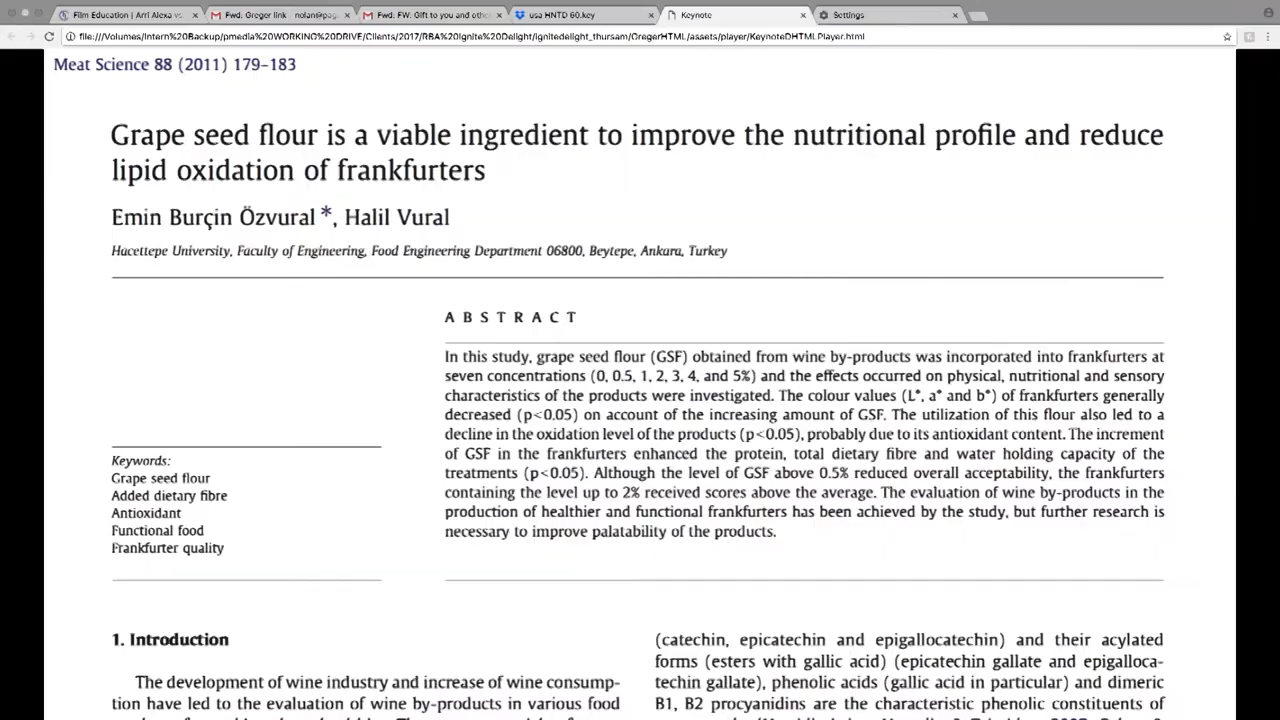 Film Education | Arri Alexa vs.
Fwd: Greger link - nolan@pag
Fwd: FW: Gift to you and othe
usa HNTD 60.key
Keynote
Settings
file:///Volumes/Intern%20Backup/pmedia%20WORKING%20DRIVE/Clients/2017/RBA%20Ignite%20Delight/ignitedelight_thursam/GregerHTML/assets/player/KeynoteDHTMLPlayer.html
Meat Science 88 (2011) 179–183
Grape seed flour is a viable ingredient to improve the nutritional profile and reduce
lipid oxidation of frankfurters
Emin Burçin Özvural *, Halil Vural
Hacettepe University, Faculty of Engineering, Food Engineering Department 06800, Beytepe, Ankara, Turkey
ABSTRACT
In this study, grape seed flour (GSF) obtained from wine by-products was incorporated into frankfurters at
seven concentrations (0, 0.5, 1, 2, 3, 4, and 5%) and the effects occurred on physical, nutritional and sensory
characteristics of the products were investigated. The colour values (L*, a* and b*) of frankfurters generally
decreased (p<0.05) on account of the increasing amount of GSF. The utilization of this flour also led to a
decline in the oxidation level of the products (p<0.05), probably due to its antioxidant content. The increment
of GSF in the frankfurters enhanced the protein, total dietary fibre and water holding capacity of the
treatments (p<0.05). Although the level of GSF above 0.5% reduced overall acceptability, the frankfurters
containing the level up to 2% received scores above the average. The evaluation of wine by-products in the
production of healthier and functional frankfurters has been achieved by the study, but further research is
necessary to improve palatability of the products.
Keywords:
Grape seed flour
Added dietary fibre
Antioxidant
Functional food
Frankfurter quality
1. Introduction
The development of wine industry and increase of wine consump-
tion have led to the evaluation of wine by-products in various food
(catechin, epicatechin and epigallocatechin) and their acylated
forms (esters with gallic acid) (epicatechin gallate and epigalloca-
techin gallate), phenolic acids (gallic acid in particular) and dimeric
B1, B2 procyanidins are the characteristic phenolic constituents of